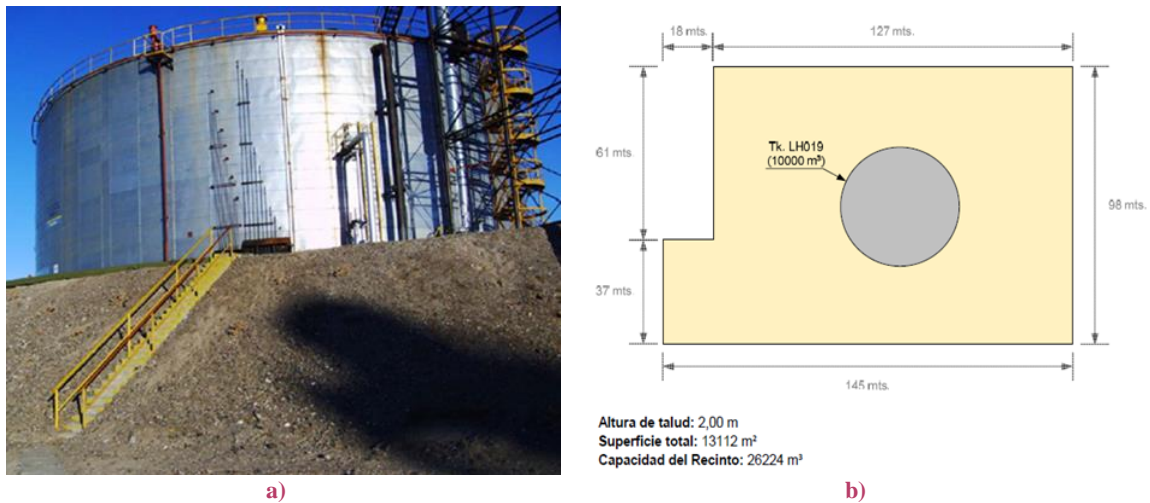 18 mts.
127 mts.
61 mts.
Tk. LH019
(10000 m³)
98 mts.
37 mts.
145 mts.
Altura de talud: 2,00 m
Superficie total: 13112 m²
Capacidad del Recinto: 26224 m³
a)
b)